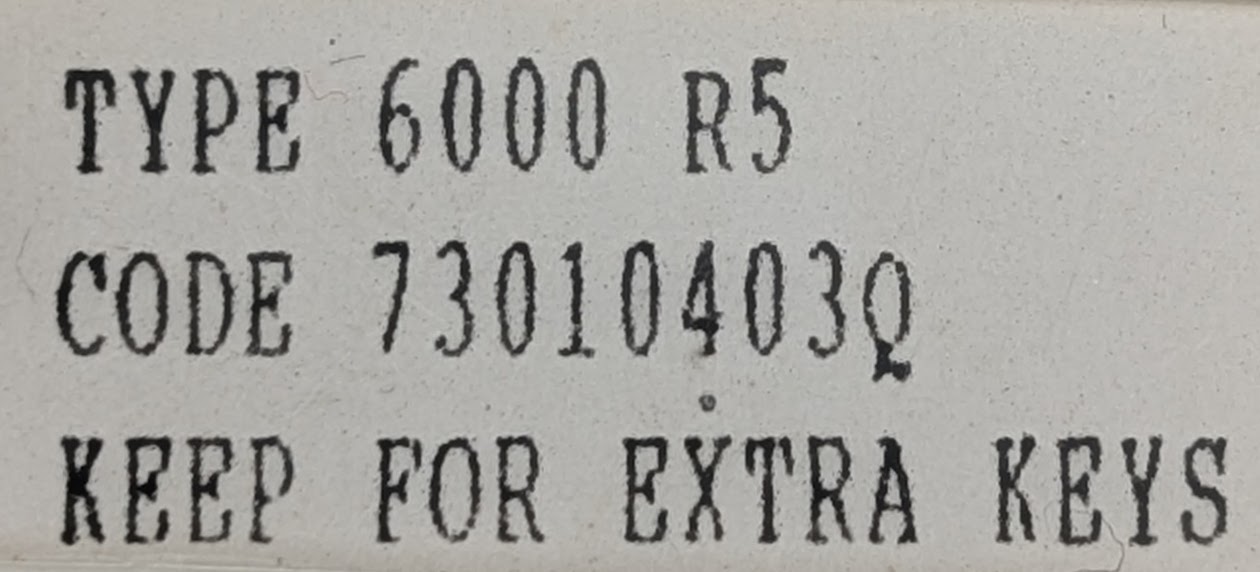 TYPE 6000 R5
CODE 73010403Q
KEEP FOR EXTRA KEYS